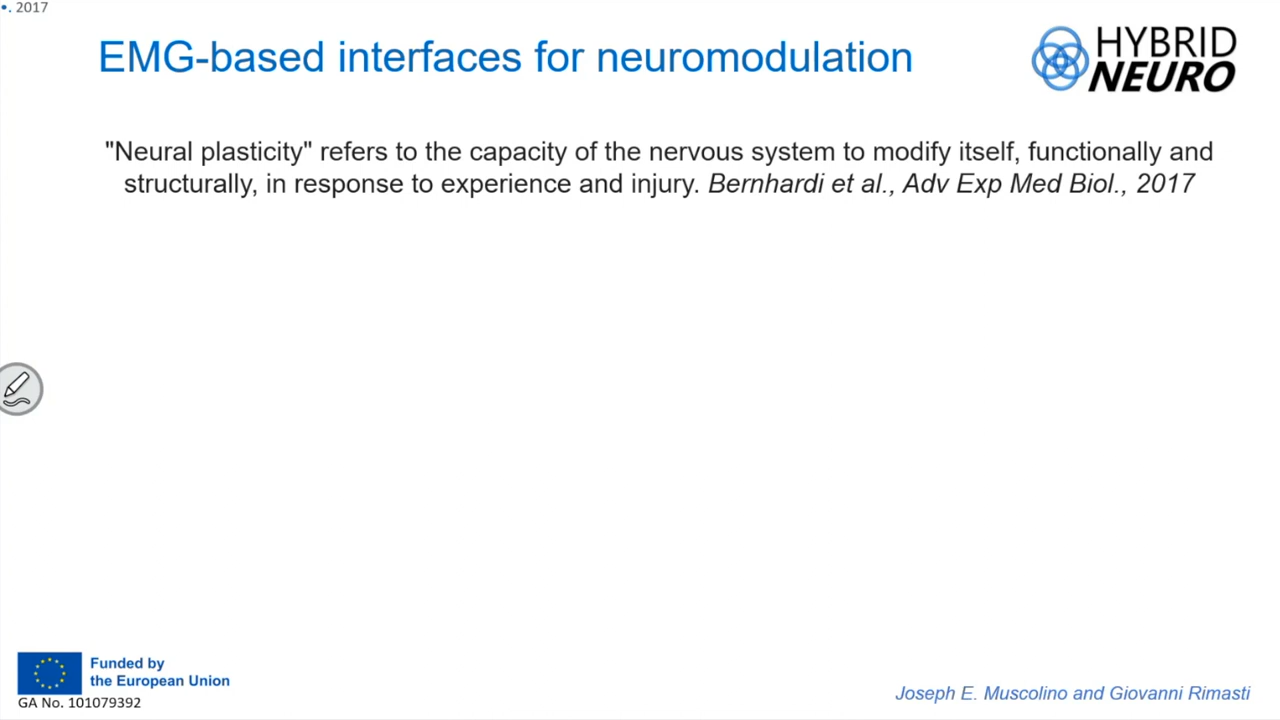 •. 2017
EMG-based interfaces for neuromodulation
HYBRID
NEURO
"Neural plasticity" refers to the capacity of the nervous system to modify itself, functionally and
structurally, in response to experience and injury. Bernhardi et al., Adv Exp Med Biol., 2017
Funded by
the European Union
GA No. 101079392
Joseph E. Muscolino and Giovanni Rimasti